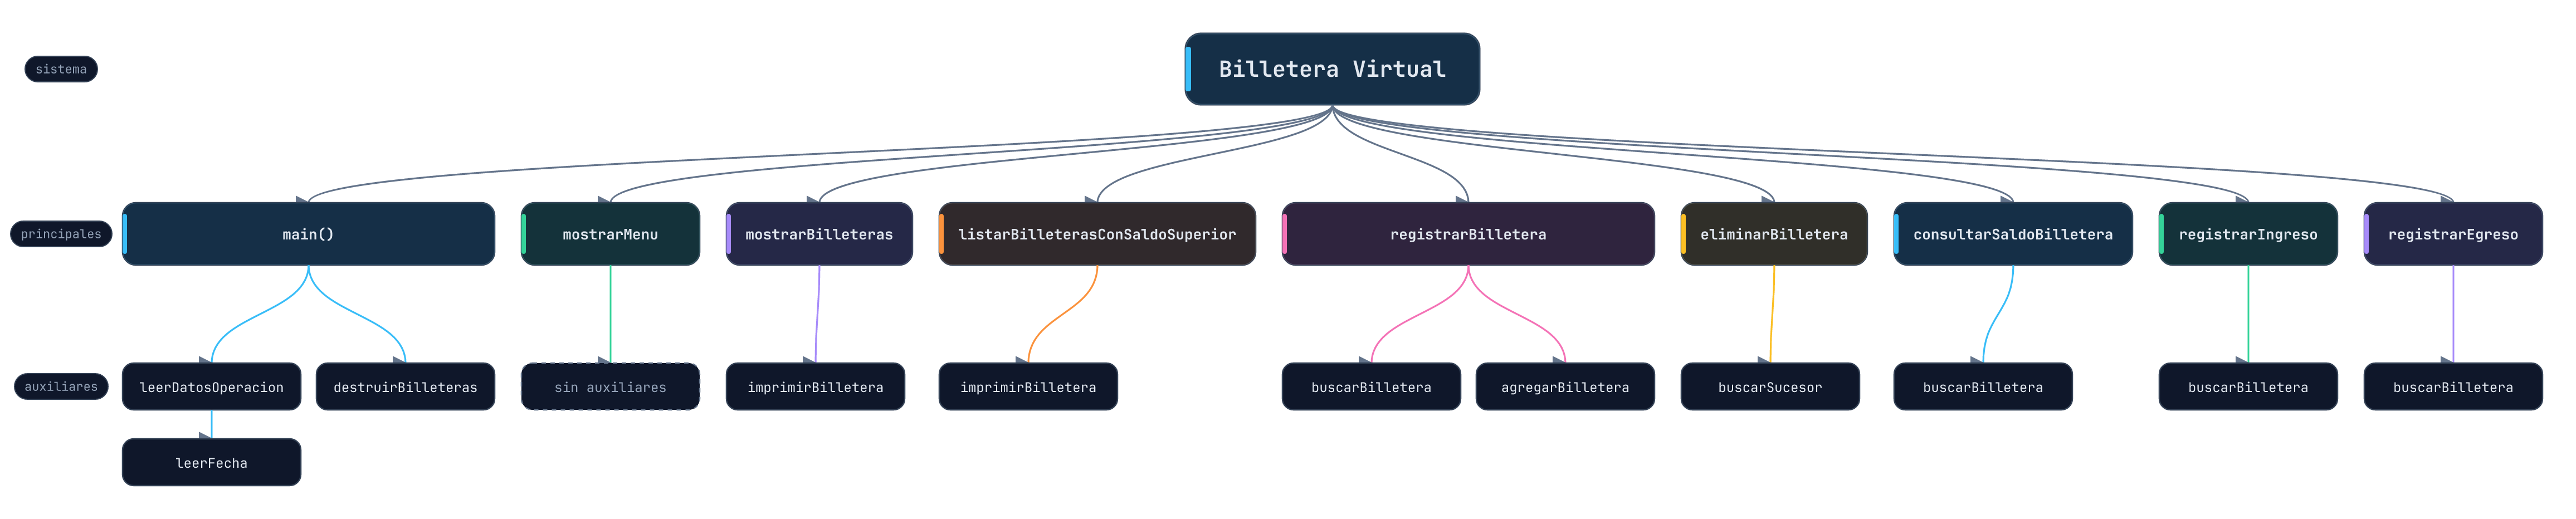 sistema
Billetera Virtual
principales
main()
mostrarMenu
mostrarBilleteras
listarBilleterasConSaldoSuperior
registrarBilletera
eliminarBilletera
consultarSaldoBilletera
registrarIngreso
registrarEgreso
auxiliares
leerDatosOperacion
destruirBilleteras
sin auxiliares
imprimirBilletera
imprimirBilletera
buscarBilletera
agregarBilletera
buscarSucesor
buscarBilletera
buscarBilletera
buscarBilletera
leerFecha